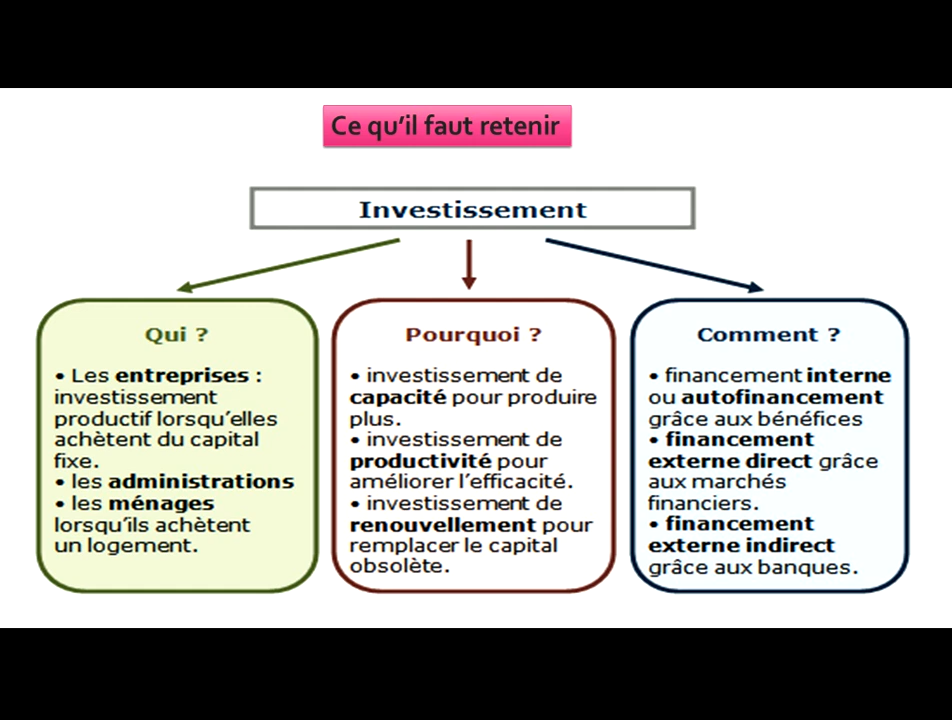 Ce qu'il faut retenir
Investissement
Qui ?
• Les entreprises :
investissement
productif lorsqu'elles
achètent du capital
fixe.
• les administrations
• les ménages
lorsqu'ils achètent
un logement.
Pourquoi ?
• investissement de
capacité pour produire
plus.
• investissement de
productivité pour
améliorer l'efficacité.
• investissement de
renouvellement pour
remplacer le capital
obsolète.
Comment ?
• financement interne
ou autofinancement
grâce aux bénéfices
• financement
externe direct grâce
aux marchés
financiers.
• financement
externe indirect
grâce aux banques.